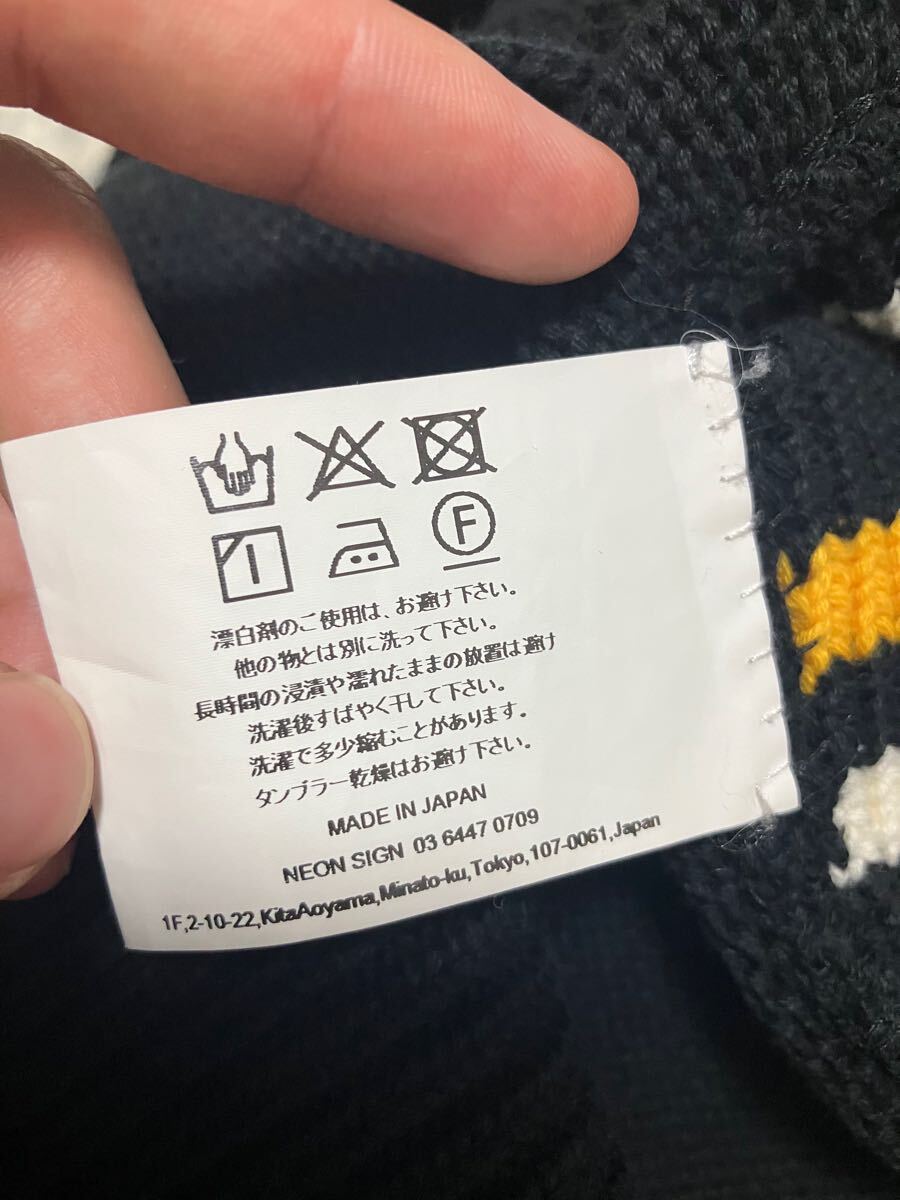 F
漂白剤のご使用は、お避け下さい。
他の物とは別に洗って下さい。
長時間の浸漬や濡れたままの放置は避け
洗濯後すばやく干して下さい。
洗濯で多少縮むことがあります。
タンブラー乾燥はお避け下さい。
MADE IN JAPAN
NEON SIGN 03 6447 0709
1F,2-10-22,KitaAoyama,Minato-ku,Tokyo,107-0061,Japan